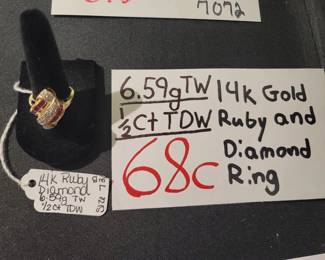 7072
6.59g TW
1/2 Ct TDW
68c
14k Gold
Ruby and
Diamond
Ring
14K Ruby
Diamond
6.59g TW
1/2 Ct TDW